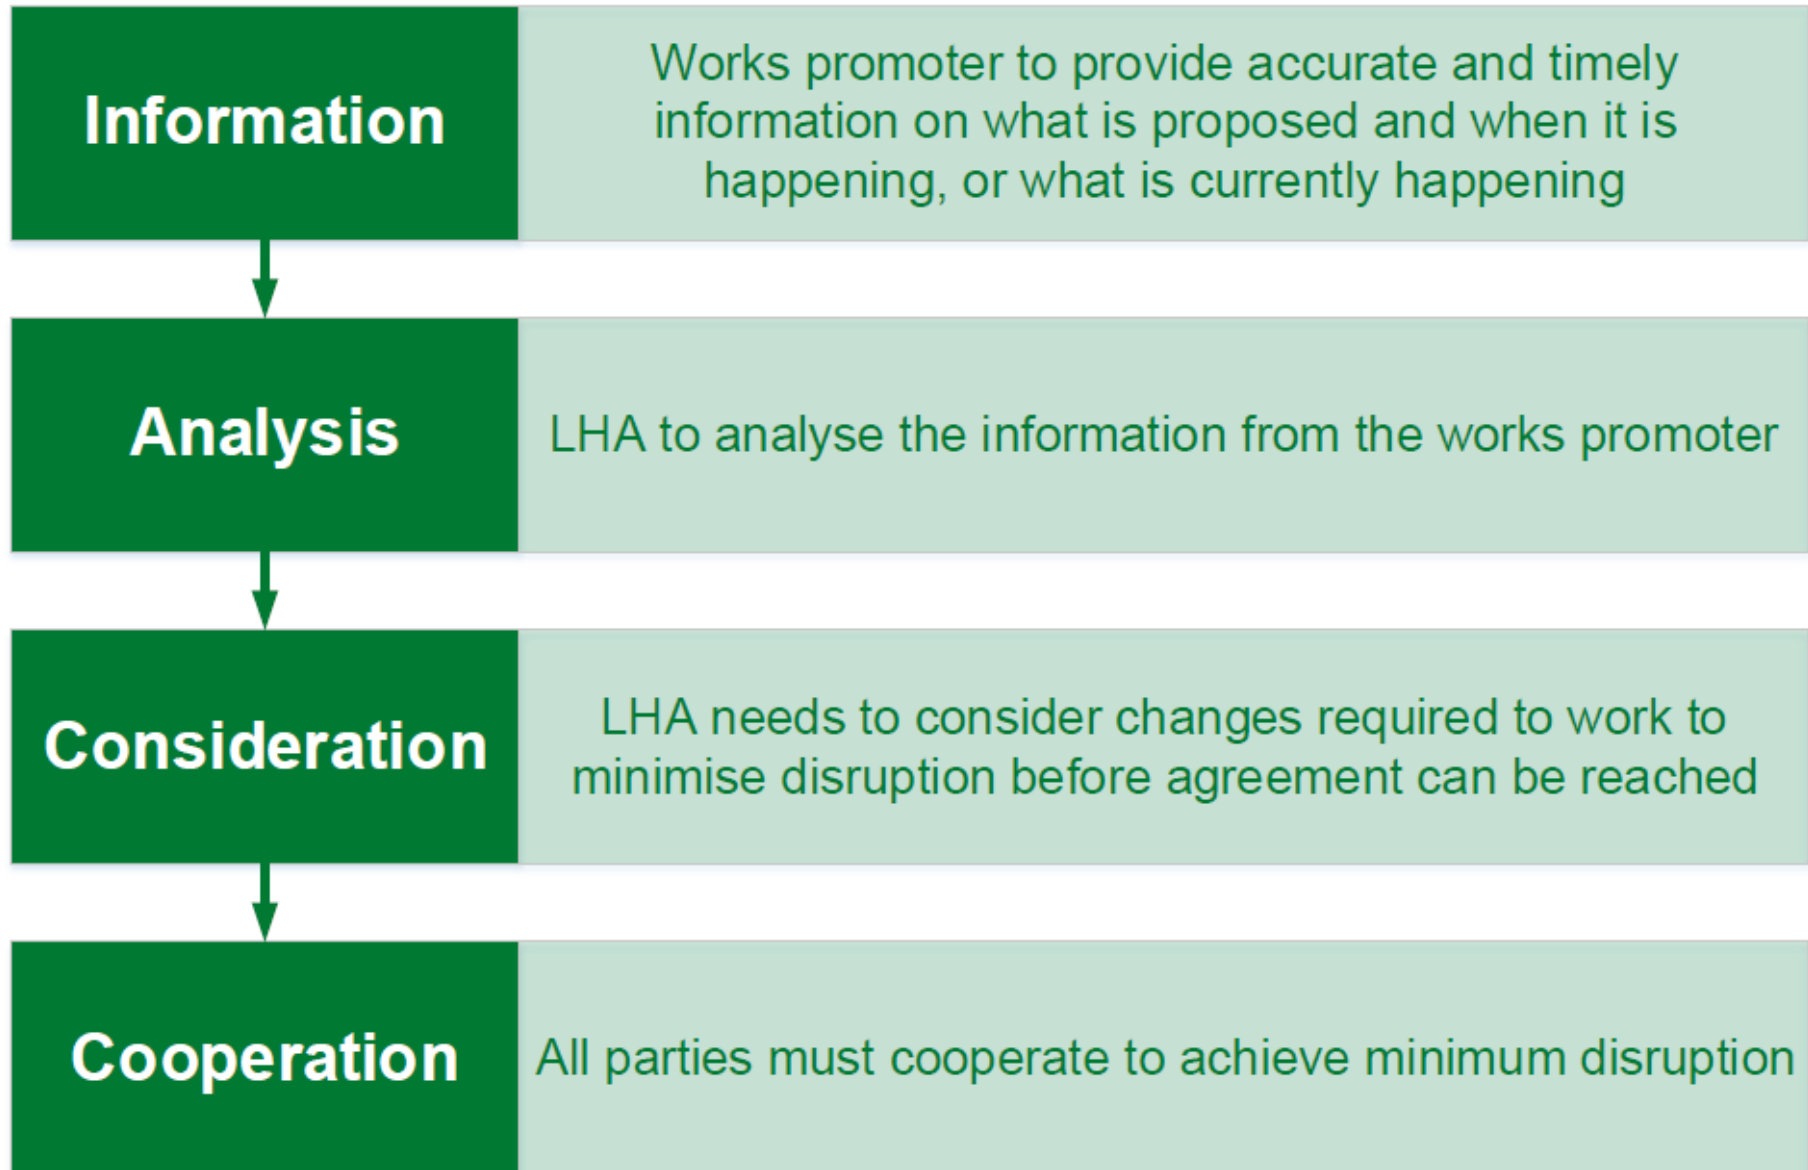 Information
Works promoter to provide accurate and timely
information on what is proposed and when it is
happening, or what is currently happening
Analysis
LHA to analyse the information from the works promoter
Consideration
LHA needs to consider changes required to work to
minimise disruption before agreement can be reached
Cooperation
All parties must cooperate to achieve minimum disruption